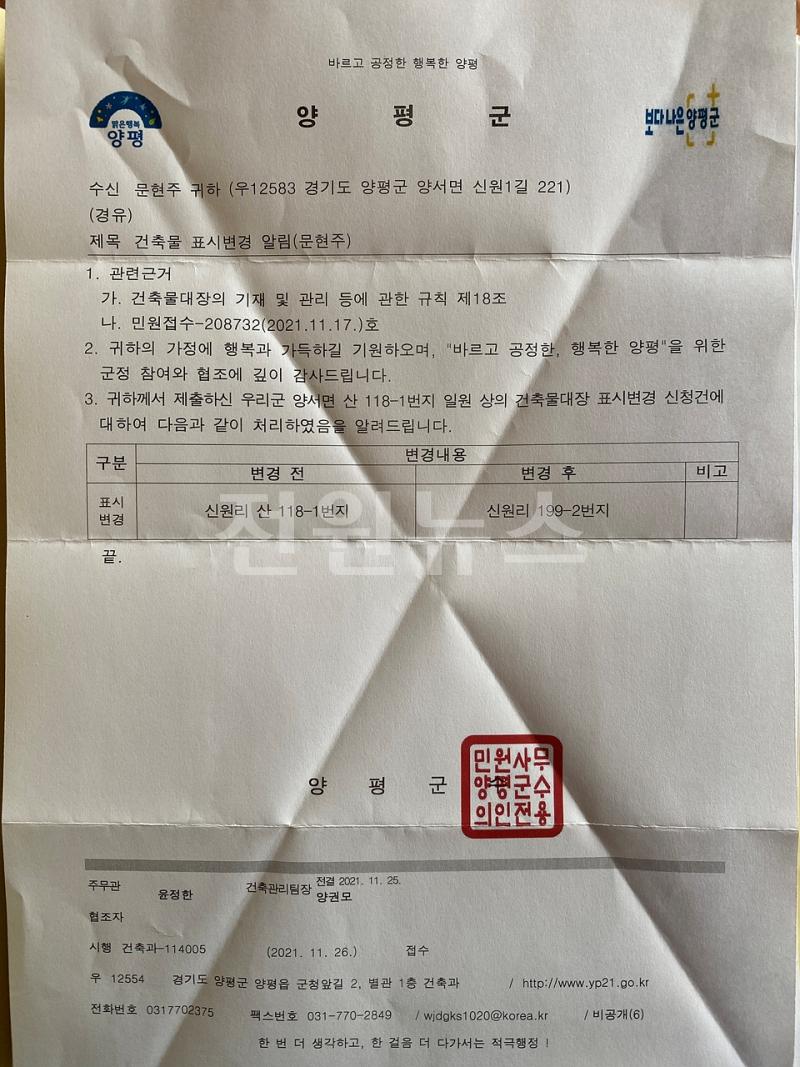 바르고 공정한 행복한 양평
맑은행복
양평
양 평 군
보다 나은 양평군
수신 문현주 귀하 (우12583 경기도 양평군 양서면 신원1길 221)
(경유)
제목 건축물 표시변경 알림(문현주)
1. 관련근거
가. 건축물대장의 기재 및 관리 등에 관한 규칙 제18조
나. 민원접수-208732(2021.11.17.)호
2. 귀하의 가정에 행복과 가득하길 기원하오며, "바르고 공정한, 행복한 양평"을 위한
군정 참여와 협조에 깊이 감사드립니다.
3. 귀하께서 제출하신 우리군 양서면 산 118-1번지 일원 상의 건축물대장 표시변경 신청건에
대하여 다음과 같이 처리하였음을 알려드립니다.
구분 변경내용
변경 전 변경 후 비고
표시
변경
신원리 산 118-1번지 신원리 199-2번지
전원뉴스
끝.
양 평 군
민원사무
양평군수
의인전용
주무관 윤정한 건축관리팀장 전결 2021. 11. 25.
양권모
협조자
시행 건축과-114005 (2021. 11. 26.) 접수
우 12554 경기도 양평군 양평읍 군청앞길 2, 별관 1층 건축과 / http://www.yp21.go.kr
전화번호 0317702375 팩스번호 031-770-2849 / wjdgks1020@korea.kr / 비공개(6)
한 번 더 생각하고, 한 걸음 더 다가서는 적극행정 !